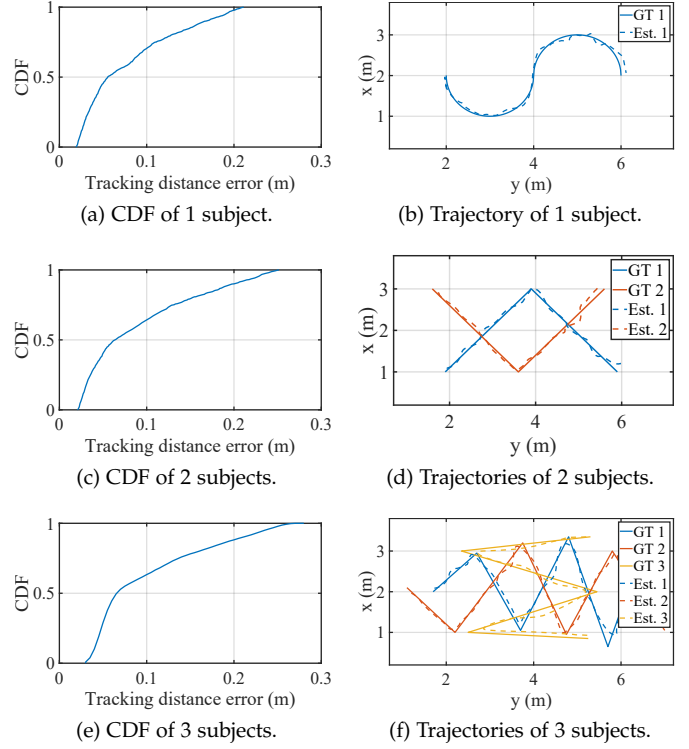 1
0.5
0
CDF
0 0.1 0.2 0.3
Tracking distance error (m)
(a) CDF of 1 subject.
GT 1
Est. 1
3
2
1
x (m)
2 4 6
y (m)
(b) Trajectory of 1 subject.
1
0.5
0
CDF
0 0.1 0.2 0.3
Tracking distance error (m)
(c) CDF of 2 subjects.
GT 1
GT 2
Est. 1
Est. 2
3
2
1
x (m)
2 4 6
y (m)
(d) Trajectories of 2 subjects.
1
0.5
0
CDF
0 0.1 0.2 0.3
Tracking distance error (m)
(e) CDF of 3 subjects.
GT 1
GT 2
GT 3
Est. 1
Est. 2
Est. 3
3
2
1
x (m)
2 4 6
y (m)
(f) Trajectories of 3 subjects.